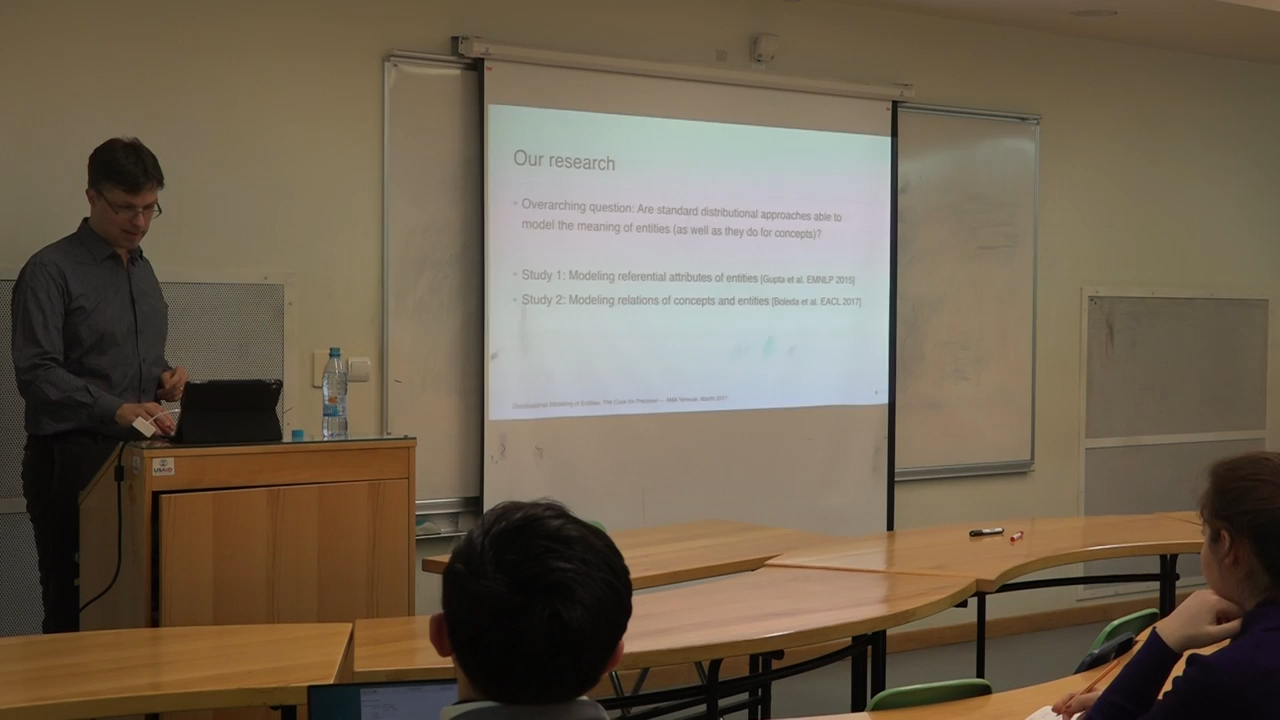 Our research
Overarching question: Are standard distributional approaches able to
model the meaning of entities (as well as they do for concepts)?
Study 1: Modeling referential attributes of entities [Gupta et al. EMNLP 2015]
Study 2: Modeling relations of concepts and entities [Boleda et al. EACL 2017]
USAID